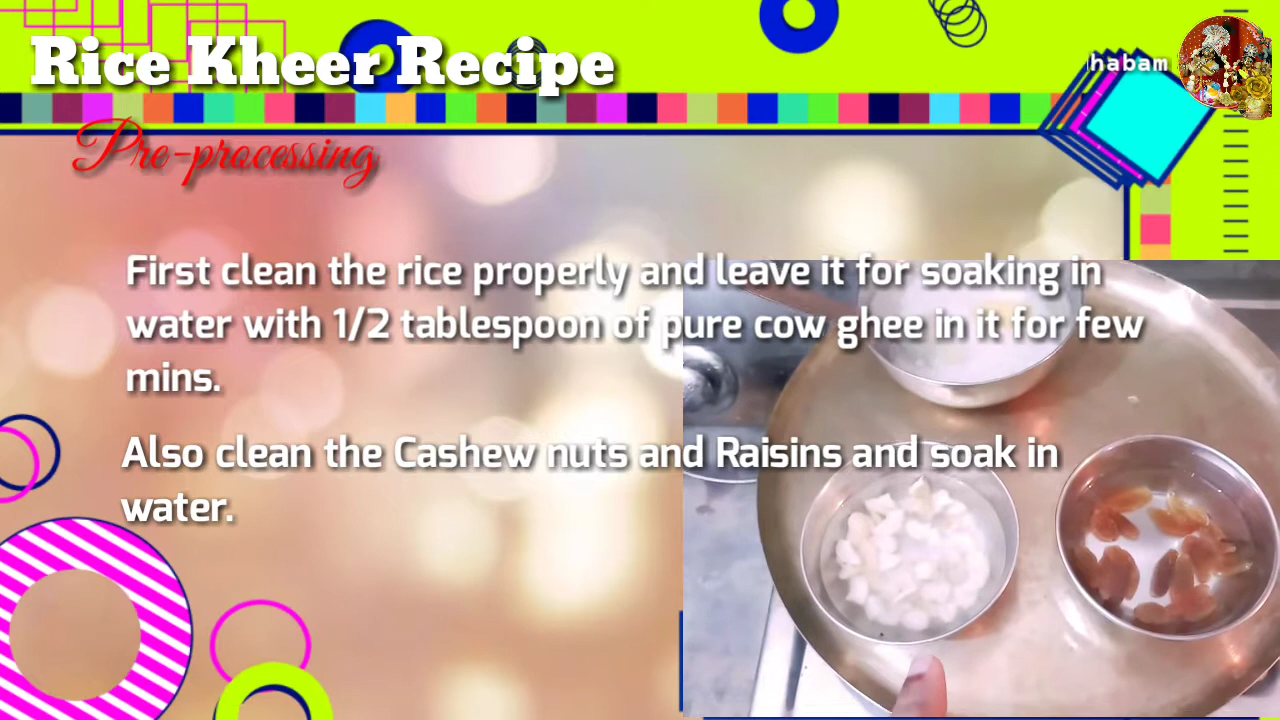 Rice Kheer Recipe
habam
Pre-processing
First clean the rice properly and leave it for soaking in
water with 1/2 tablespoon of pure cow ghee in it for few
mins.
Also clean the Cashew nuts and Raisins and soak in
water.